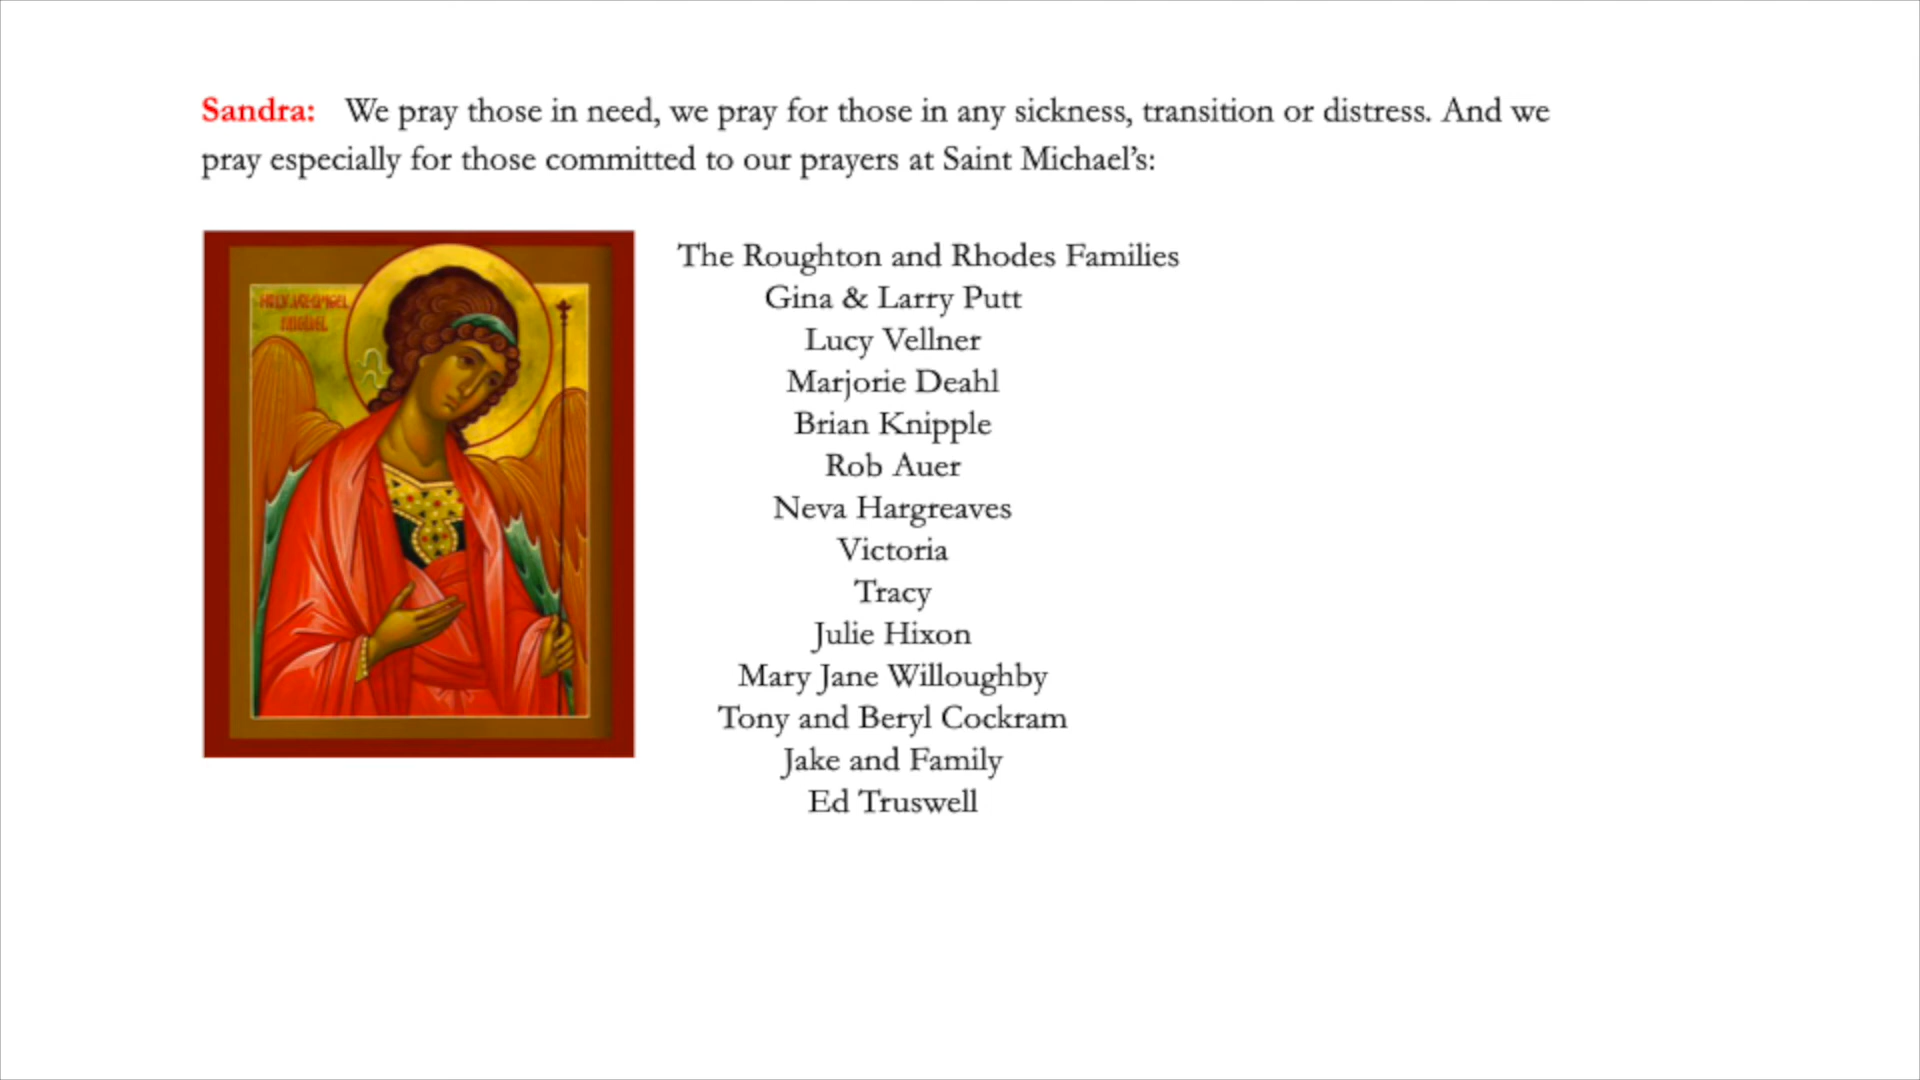 Sandra: We pray those in need, we pray for those in any sickness, transition or distress. And we
pray especially for those committed to our prayers at Saint Michael's:
HOLY ARCHANGEL
MICHAEL
The Roughton and Rhodes Families
Gina & Larry Putt
Lucy Vellner
Marjorie Deahl
Brian Knipple
Rob Auer
Neva Hargreaves
Victoria
Tracy
Julie Hixon
Mary Jane Willoughby
Tony and Beryl Cockram
Jake and Family
Ed Truswell